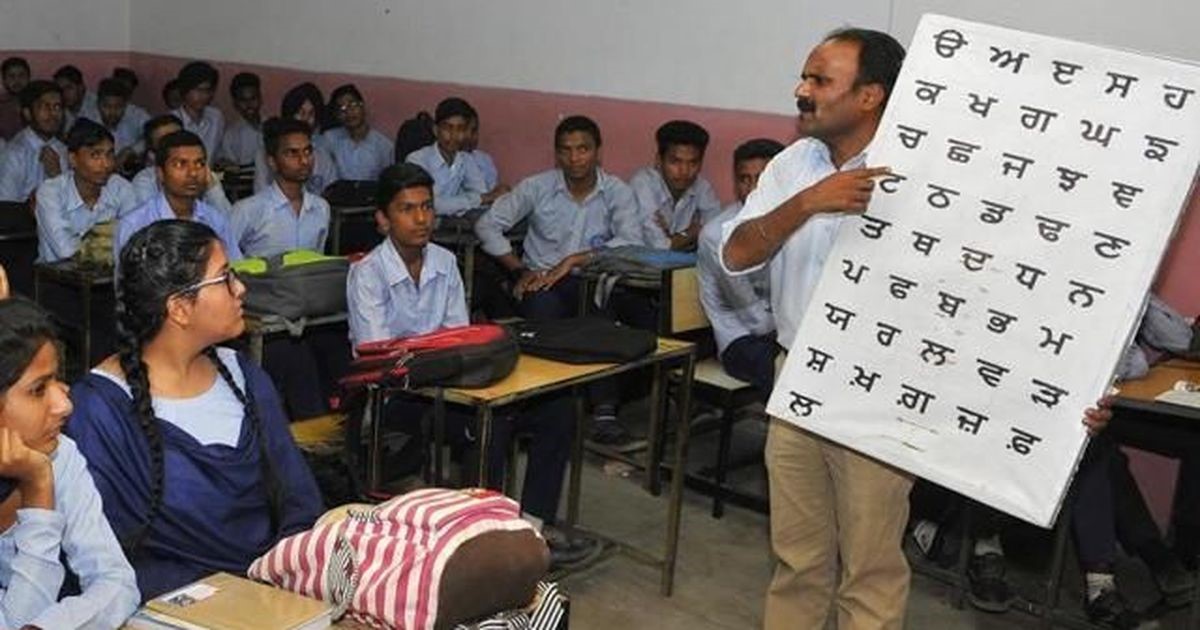 ੳ ਅ ੲ ਸ ਹ
ਕ ਖ ਗ ਘ ਙ
ਚ ਛ ਜ ਝ ਞ
ਟ ਠ ਡ ਢ ਣ
ਤ ਥ ਦ ਧ ਨ
ਪ ਫ ਬ ਭ ਮ
ਯ ਰ ਲ ਵ ੜ
ਸ਼ ਖ਼ ਗ਼ ਜ਼ ਫ਼
ਲ਼